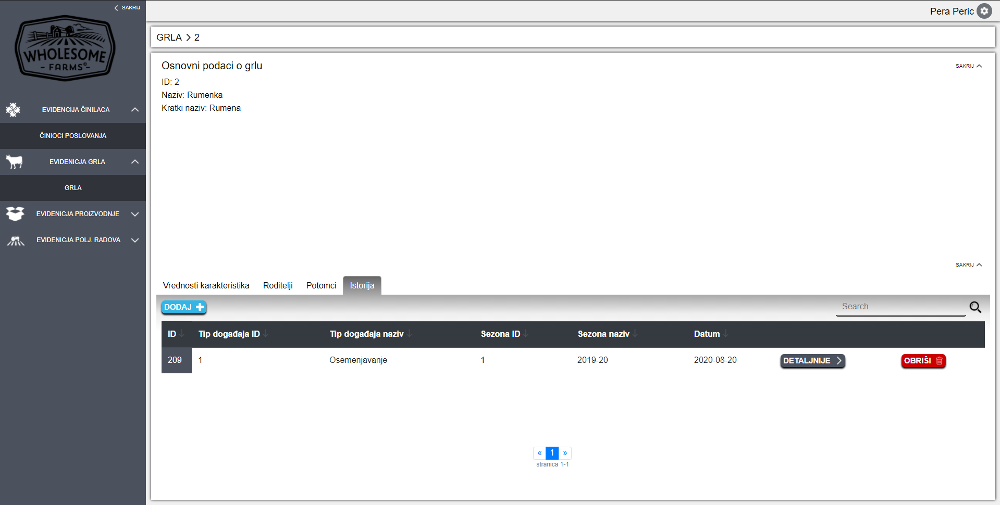 SAKRIJ
WHOLESOME
- FARMS® -
EVIDENCIJA ČINILACA
ČINIOCI POSLOVANJA
EVIDENICJA GRLA
GRLA
EVIDENICJA PROIZVODNJE
EVIDENICJA POLJ. RADOVA
Pera Peric
GRLA > 2
Osnovni podaci o grlu
SAKRIJ
ID: 2
Naziv: Rumenka
Kratki naziv: Rumena
SAKRIJ
Vrednosti karakteristika Roditelji Potomci Istorija
DODAJ Search...
ID Tip događaja ID Tip događaja naziv Sezona ID Sezona naziv Datum
209 1 Osemenjavanje 1 2019-20 2020-08-20 DETALJNIJE OBRIŠI
« 1 »
stranica 1-1